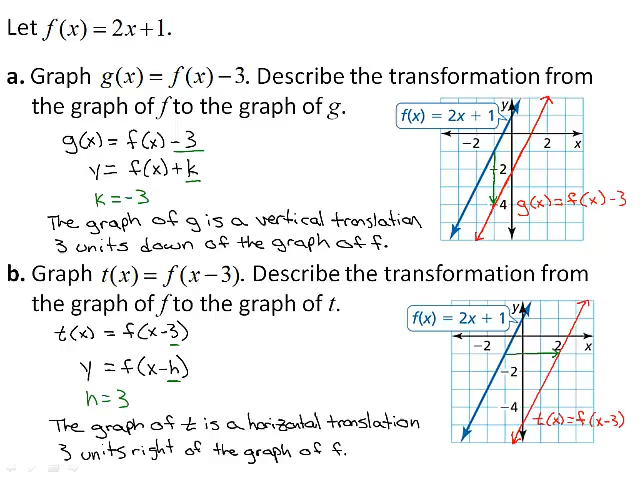 Let f(x) = 2x+1.
a. Graph g(x) = f(x) − 3. Describe the transformation from
the graph of f to the graph of g.
g(x) = f(x) − 3
y = f(x) + k
k = −3
The graph of g is a vertical translation
3 units down of the graph of f.
f(x) = 2x + 1
y
−2
2
x
−2
4
g(x) = f(x) − 3
b. Graph t(x) = f(x − 3). Describe the transformation from
the graph of f to the graph of t.
t(x) = f(x − 3)
y = f(x − h)
h = 3
The graph of t is a horizontal translation
3 units right of the graph of f.
f(x) = 2x + 1
y
−2
2
x
−2
−4
t(x) = f(x − 3)